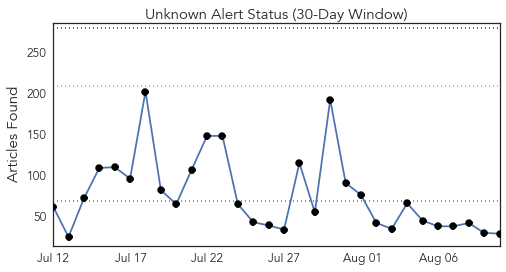 Unknown Alert Status (30-Day Window)
Articles Found
250
200
150
100
50
Jul 12
Jul 17
Jul 22
Jul 27
Aug 01
Aug 06